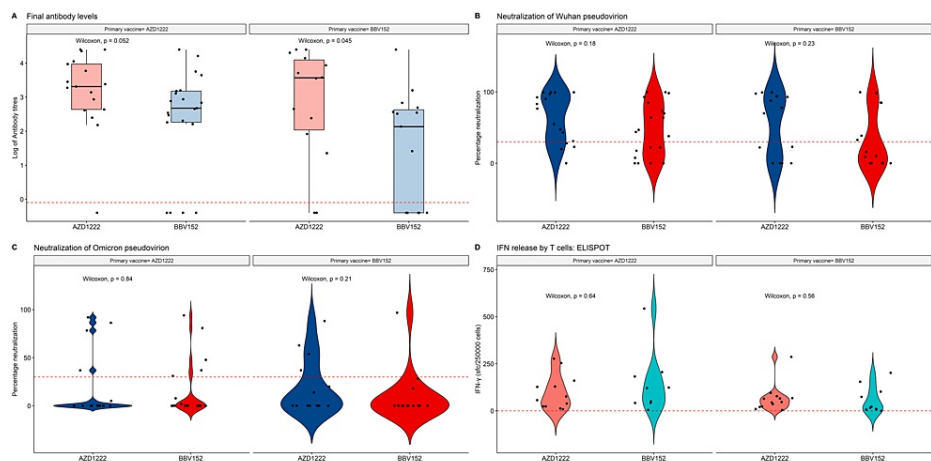 A Final antibody levels
Primary vaccine= AZD1222 Primary vaccine= BBV152
Wilcoxon, p = 0.052 Wilcoxon, p = 0.045
Log of Antibody titres
4
3
2
1
0
AZD1222 BBV152 AZD1222 BBV152
B Neutralization of Wuhan pseudovirion
Primary vaccine= AZD1222 Primary vaccine= BBV152
Wilcoxon, p = 0.18 Wilcoxon, p = 0.23
Percentage neutralization
100
50
0
AZD1222 BBV152 AZD1222 BBV152
C Neutralization of Omicron pseudovirion
Primary vaccine= AZD1222 Primary vaccine= BBV152
Wilcoxon, p = 0.84 Wilcoxon, p = 0.21
Percentage neutralization
100
50
0
AZD1222 BBV152 AZD1222 BBV152
D IFN release by T cells: ELISPOT
Primary vaccine= AZD1222 Primary vaccine= BBV152
Wilcoxon, p = 0.64 Wilcoxon, p = 0.56
IFN-γ (sfc/250000 cells)
750
500
250
0
AZD1222 BBV152 AZD1222 BBV152